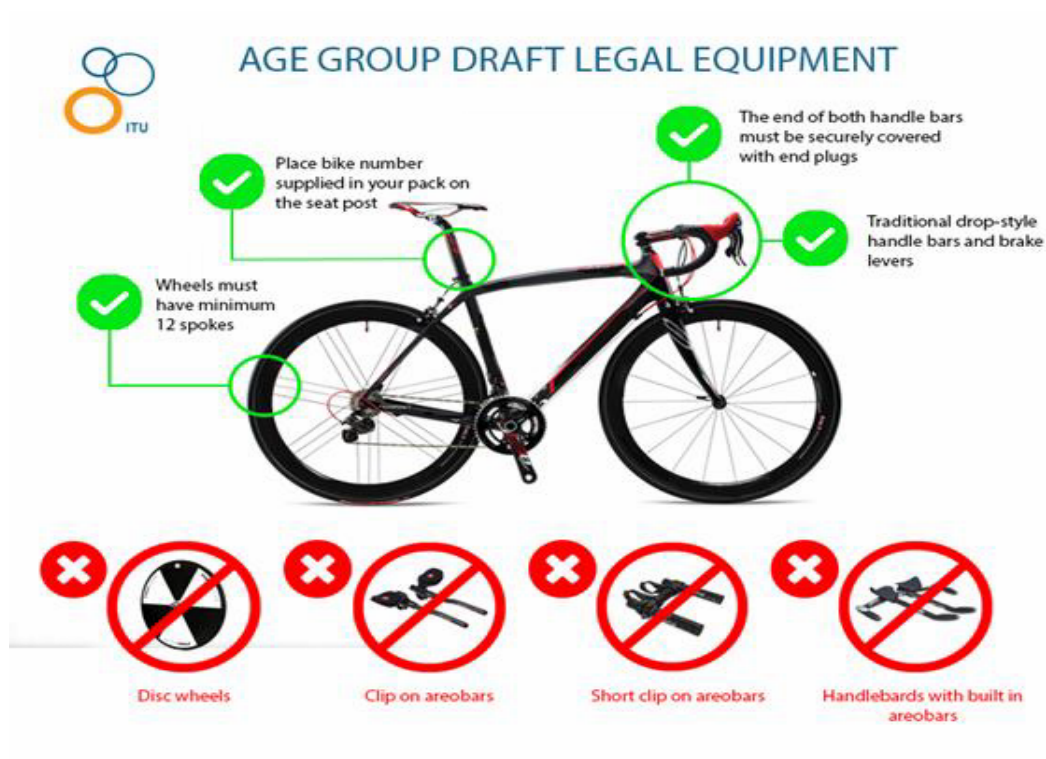 AGE GROUP DRAFT LEGAL EQUIPMENT
ITU
The end of both handle bars
must be securely covered
with end plugs
Place bike number
supplied in your pack on
the seat post
Traditional drop-style
handle bars and brake
levers
Wheels must
have minimum
12 spokes
Disc wheels
Clip on areobars
Short clip on areobars
Handlebards with built in
areobars